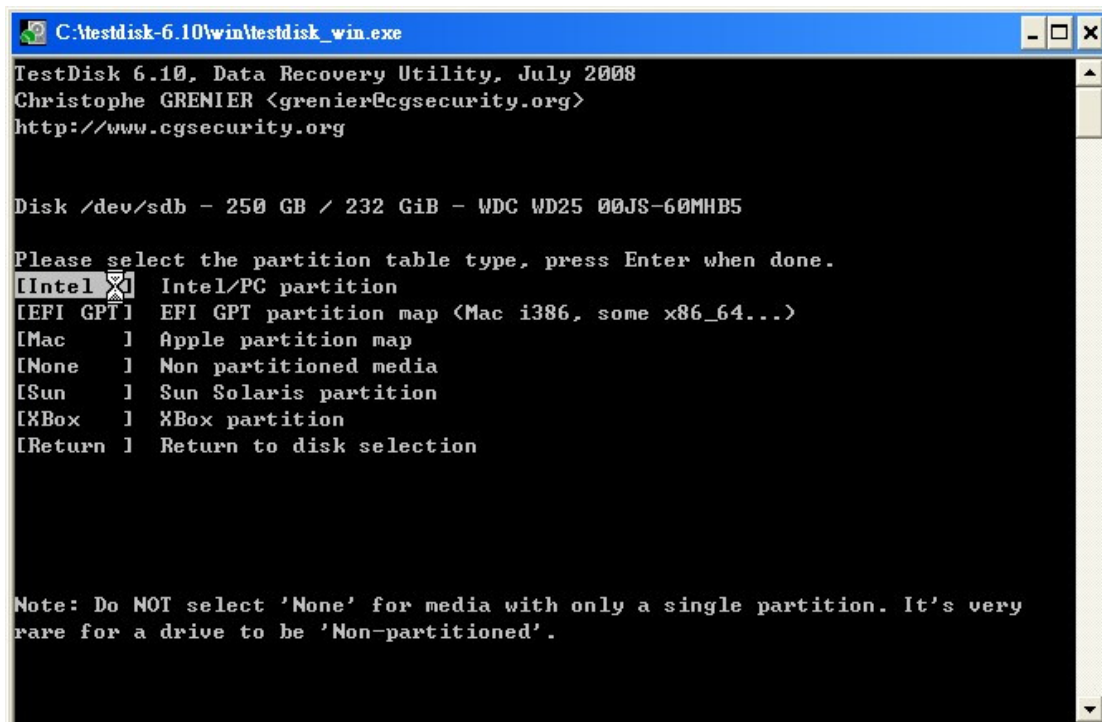 C:\testdisk-6.10\win\testdisk_win.exe
TestDisk 6.10, Data Recovery Utility, July 2008
Christophe GRENIER <grenier@cgsecurity.org>
http://www.cgsecurity.org
Disk /dev/sdb - 250 GB / 232 GiB - WDC WD25 00JS-60MHB5
Please select the partition table type, press Enter when done.
[Intel  ]  Intel/PC partition
[EFI GPT]  EFI GPT partition map (Mac i386, some x86_64...)
[Mac    ]  Apple partition map
[None   ]  Non partitioned media
[Sun    ]  Sun Solaris partition
[XBox   ]  XBox partition
[Return ]  Return to disk selection
Note: Do NOT select 'None' for media with only a single partition. It's very
rare for a drive to be 'Non-partitioned'.